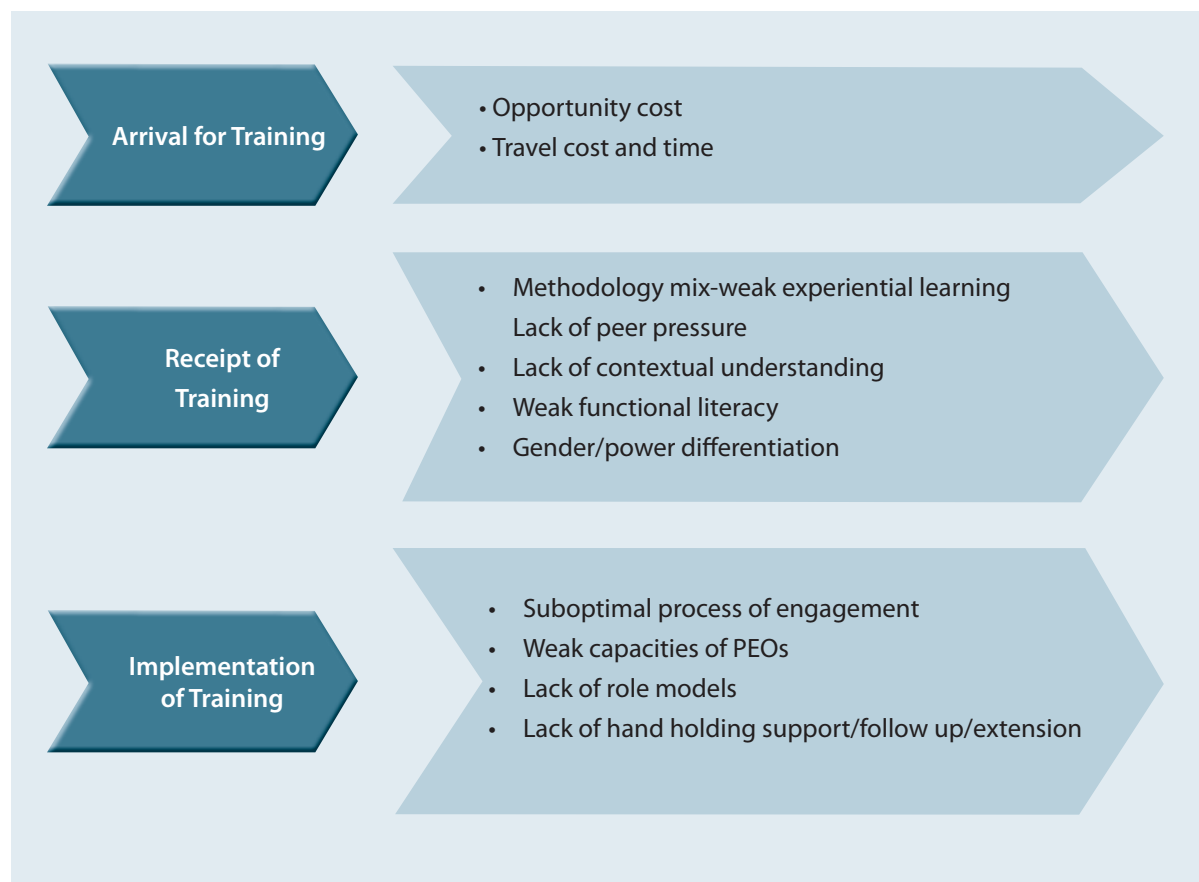 Arrival for Training
• Opportunity cost
• Travel cost and time
Receipt of
Training
• Methodology mix-weak experiential learning
Lack of peer pressure
• Lack of contextual understanding
• Weak functional literacy
• Gender/power differentiation
Implementation
of Training
• Suboptimal process of engagement
• Weak capacities of PEOs
• Lack of role models
• Lack of hand holding support/follow up/extension